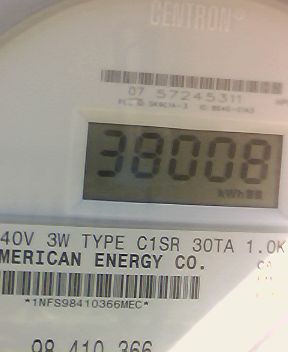 CENTRON
07 57245311
38008
kWh
40V 3W TYPE C1SR 30TA 1.0K
MERICAN ENERGY CO.
*1NFS98410366MEC*
98 410 366